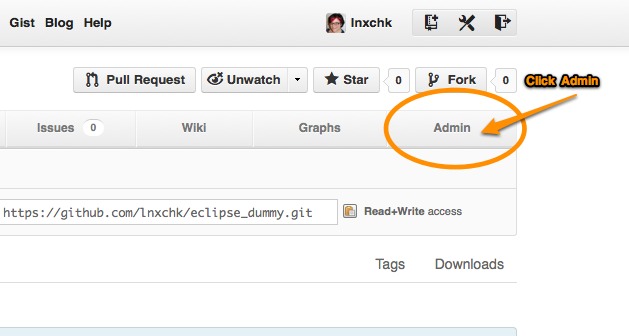 Gist Blog Help lnxchk
Pull Request Unwatch Star 0 Fork 0 Click Admin
Issues 0 Wiki Graphs Admin
https://github.com/lnxchk/eclipse_dummy.git Read+Write access
Tags Downloads